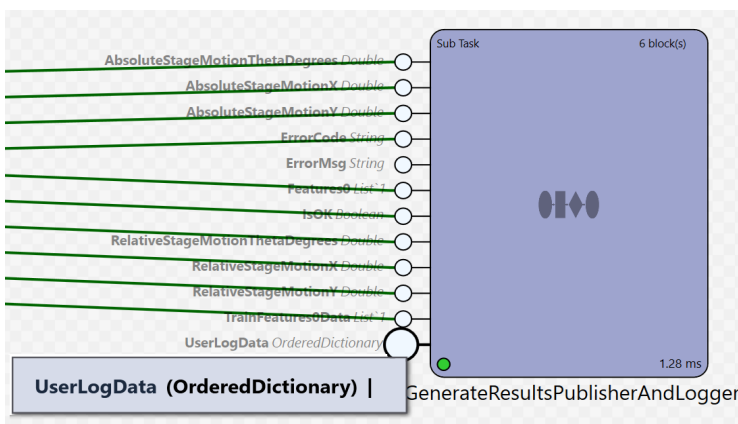 Sub Task 6 block(s)
AbsoluteStageMotionThetaDegrees Double
AbsoluteStageMotionX Double
AbsoluteStageMotionY Double
ErrorCode String
ErrorMsg String
Features0 List`1
IsOK Boolean
RelativeStageMotionThetaDegrees Double
RelativeStageMotionX Double
RelativeStageMotionY Double
TrainFeatures0Data List`1
UserLogData OrderedDictionary
1.28 ms
UserLogData (OrderedDictionary) |
GenerateResultsPublisherAndLogger